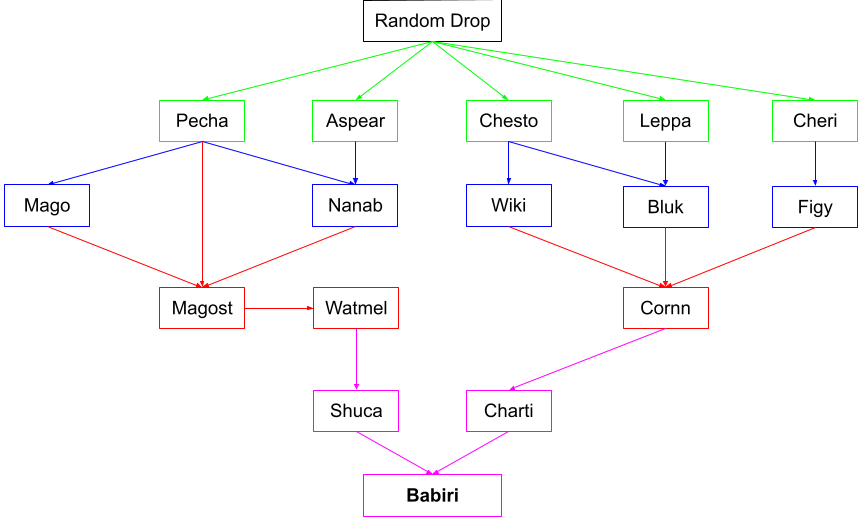 Random Drop
Pecha
Aspear
Chesto
Leppa
Cheri
Mago
Nanab
Wiki
Bluk
Figy
Magost
Watmel
Cornn
Shuca
Charti
Babiri